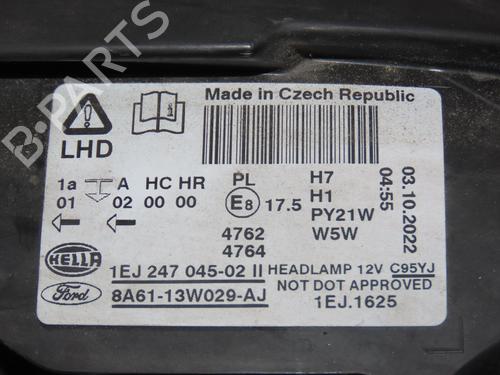 Made in Czech Republic
LHD
1a A HC HR PL
01 02 00 00 E8 17.5
H7
H1
PY21W
W5W
4762
4764
03.10.2022
04:55
HELLA 1EJ 247 045-02 II
HEADLAMP 12V C95YJ
Ford 8A61-13W029-AJ
NOT DOT APPROVED
1EJ.1625
B-PARTS